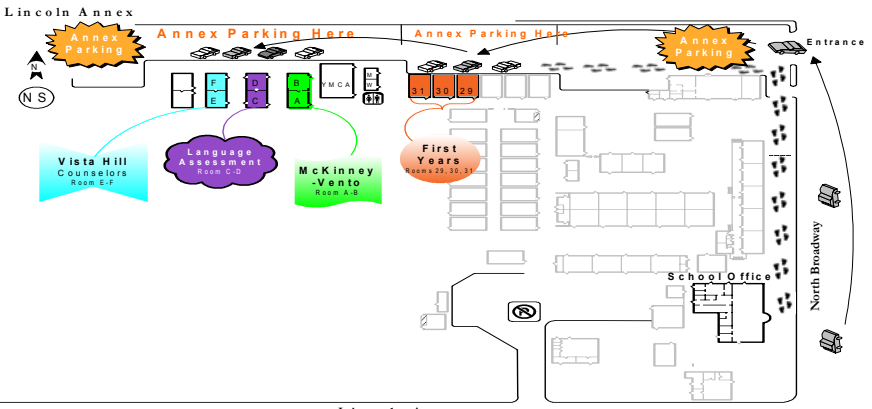 Lincoln Annex
Annex
Parking
Annex Parking Here
Annex Parking Here
Annex
Parking
Entrance
N
N S
F
E
D
C
B
A
YMCA
M
W
31
30
29
Vista Hill
Counselors
Room E-F
Language
Assessment
Room C-D
McKinney
-Vento
Room A-B
First
Years
Rooms 29, 30, 31
School Office
North Broadway
P